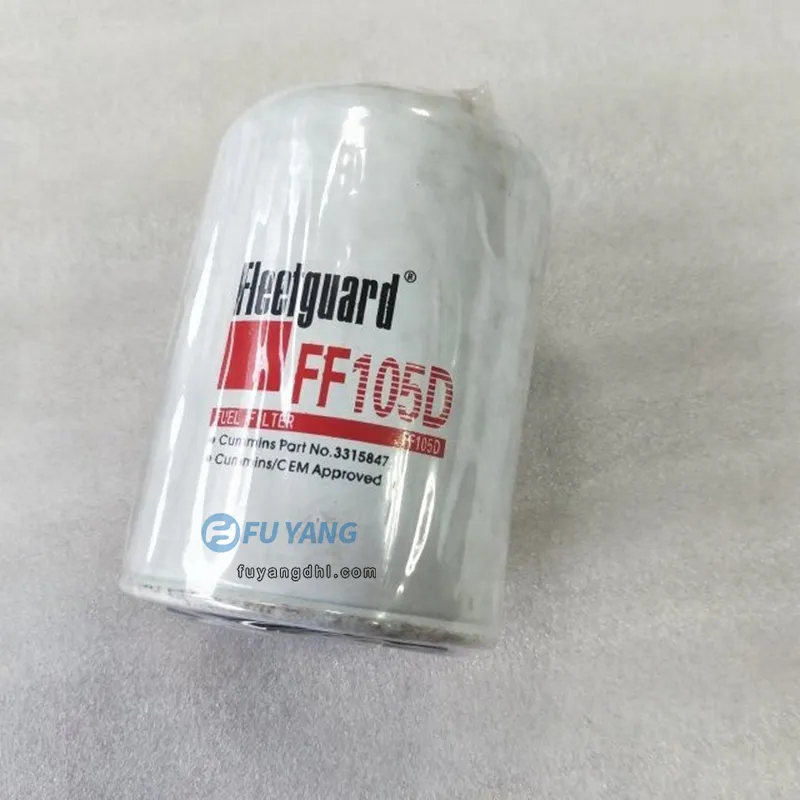 Fleetguard®
FF105D
FUEL FILTER FF105D
• Cummins Part No.3315847
• Cummins/CEM Approved
FU YANG
fuyangdhl.com